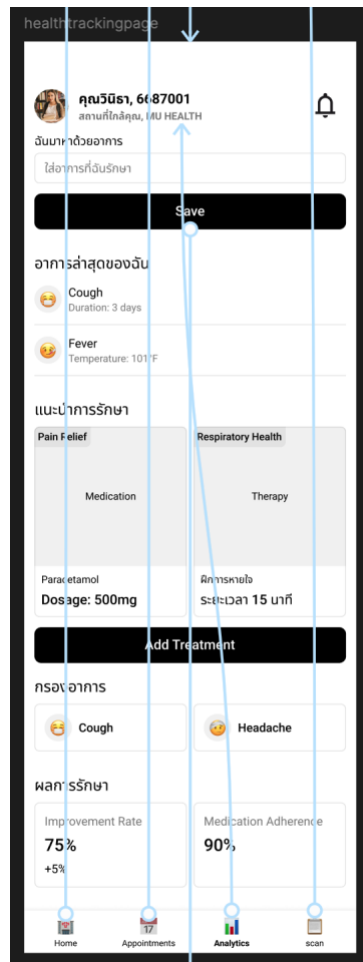 healthtrackingpage
คุณวินิธา, 6687001
สถานที่ใกล้คุณ, MU HEALTH
ฉันมาหาด้วยอาการ
ใส่อาการที่ฉันรักษา
Save
อาการล่าสุดของฉัน
Cough
Duration: 3 days
Fever
Temperature: 101°F
แนะนำการรักษา
Pain Relief
Respiratory Health
Medication
Therapy
Paracetamol
ฝึกการหายใจ
Dosage: 500mg
ระยะเวลา 15 นาที
Add Treatment
กรองอาการ
Cough
Headache
ผลการรักษา
Improvement Rate
Medication Adherence
75%
90%
+5%
17
Home
Appointments
Analytics
scan